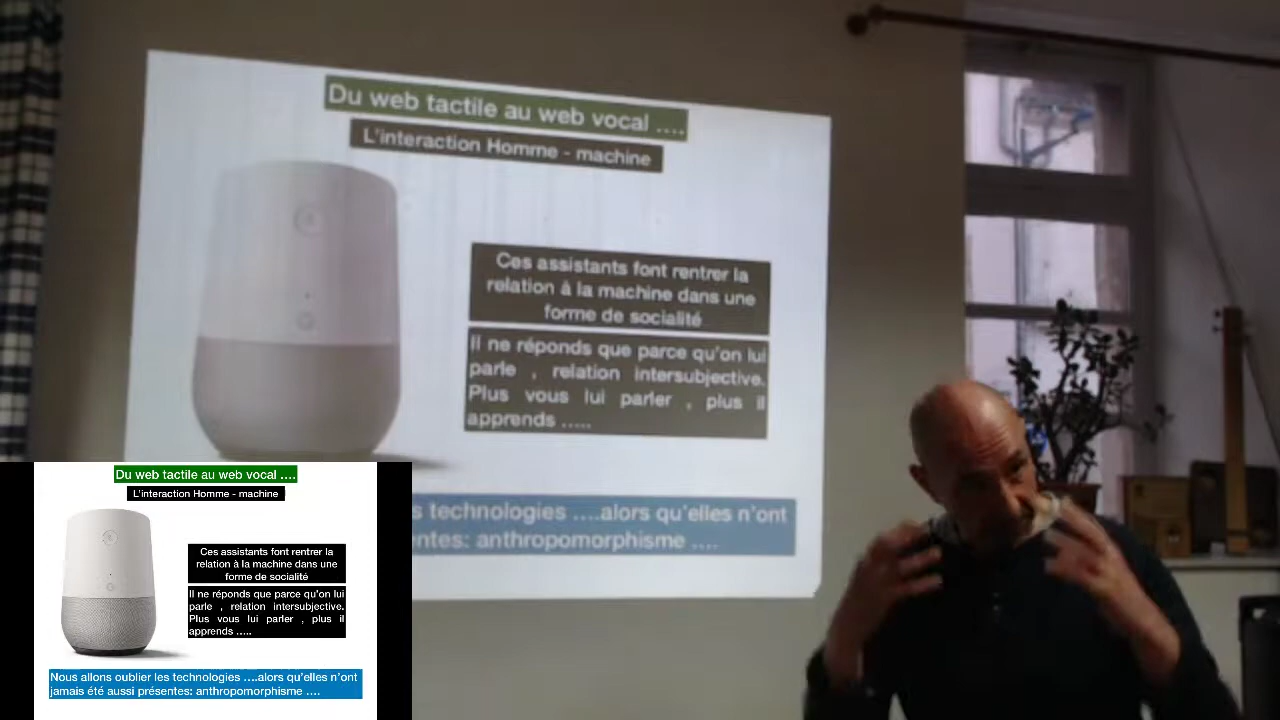 Du web tactile au web vocal ....
L'interaction Homme - machine
Ces assistants font rentrer la
relation à la machine dans une
forme de socialité
Il ne réponds que parce qu'on lui
parle , relation intersubjective.
Plus vous lui parler , plus il
apprends .....
s technologies ....alors qu'elles n'ont
entes: anthropomorphisme ....
Du web tactile au web vocal ....
L'interaction Homme - machine
Ces assistants font rentrer la
relation à la machine dans une
forme de socialité
Il ne réponds que parce qu'on lui
parle , relation intersubjective.
Plus vous lui parler , plus il
apprends .....
Nous allons oublier les technologies ....alors qu'elles n'ont
jamais été aussi présentes: anthropomorphisme ....